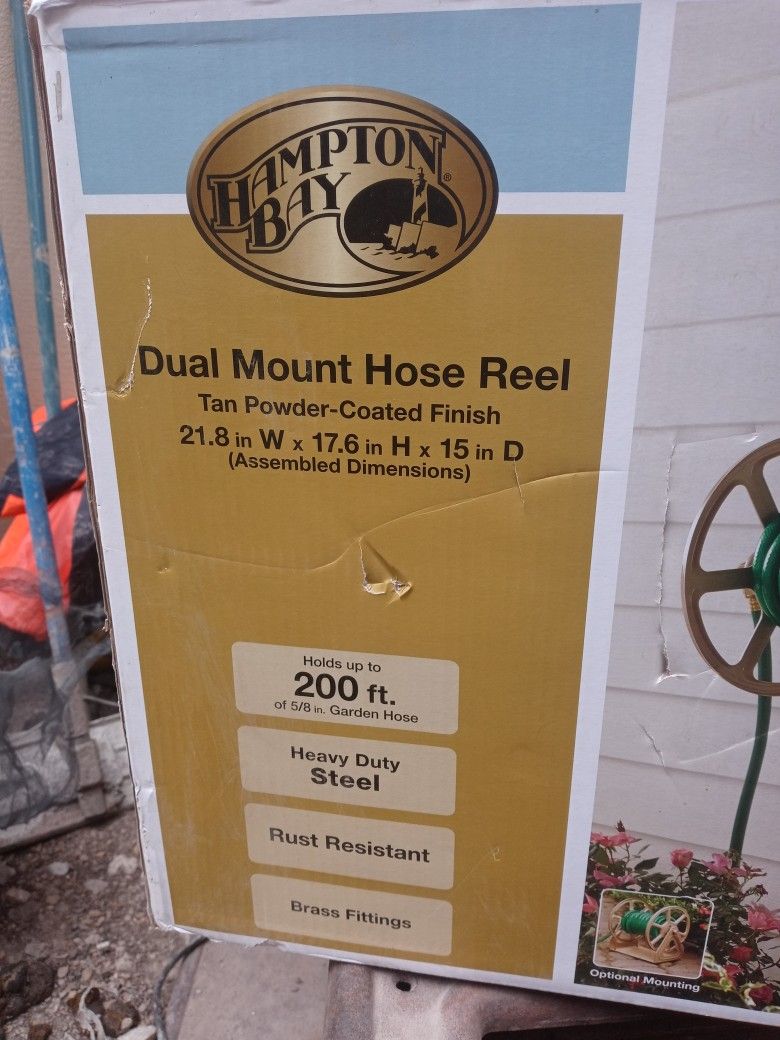 HAMPTON
BAY
®
Dual Mount Hose Reel
Tan Powder-Coated Finish
21.8 in W x 17.6 in H x 15 in D
(Assembled Dimensions)
Holds up to
200 ft.
of 5/8 in. Garden Hose
Heavy Duty
Steel
Rust Resistant
Brass Fittings
Optional Mounting